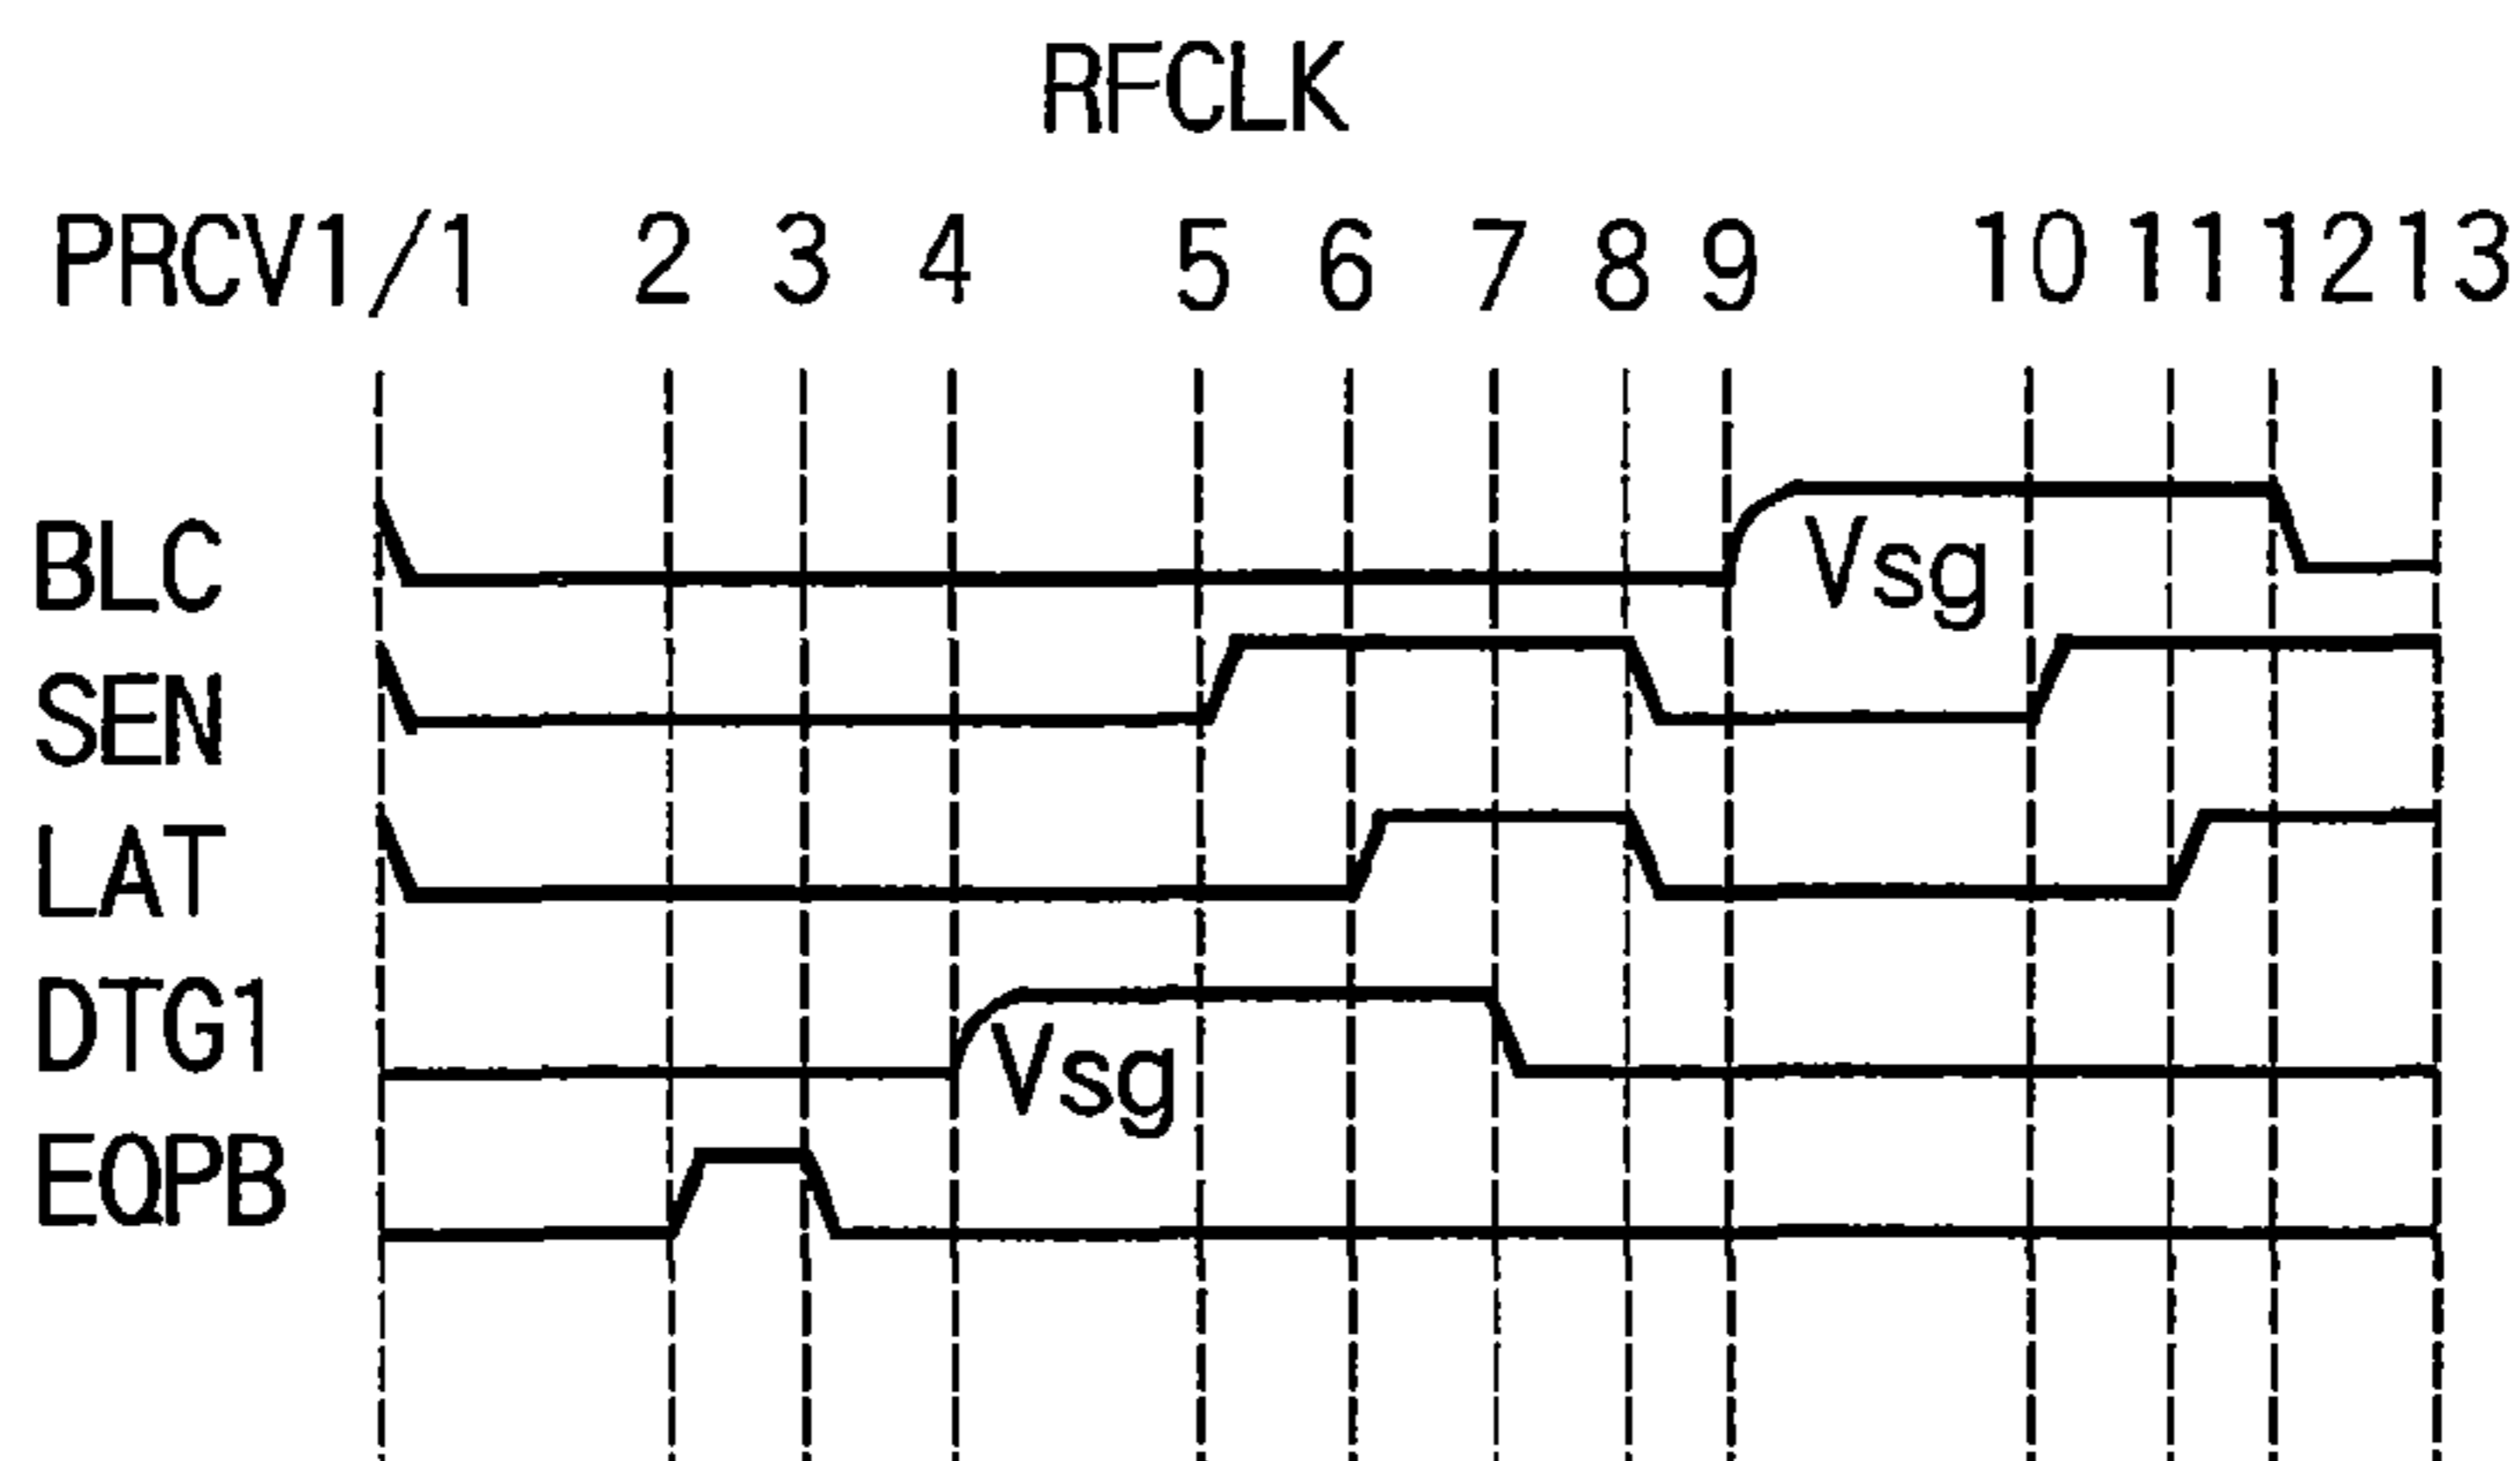 RFCLK
PRCV1/1 2 3 4 5 6 7 8 9 10 11 12 13
BLC Vsg
SEN
LAT
DTG1 Vsg
EQPB